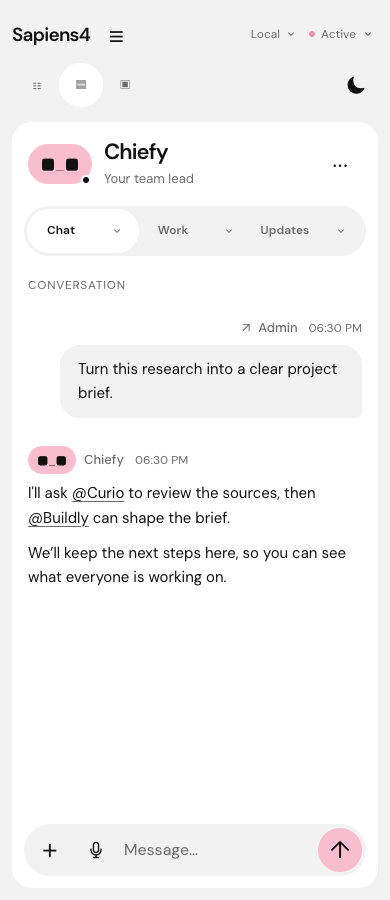 Sapiens4
Local
Active
Chiefy
Your team lead
Chat
Work
Updates
CONVERSATION
Admin 06:30 PM
Turn this research into a clear project
brief.
Chiefy 06:30 PM
I'll ask @Curio to review the sources, then
@Buildly can shape the brief.
We’ll keep the next steps here, so you can see
what everyone is working on.
Message...